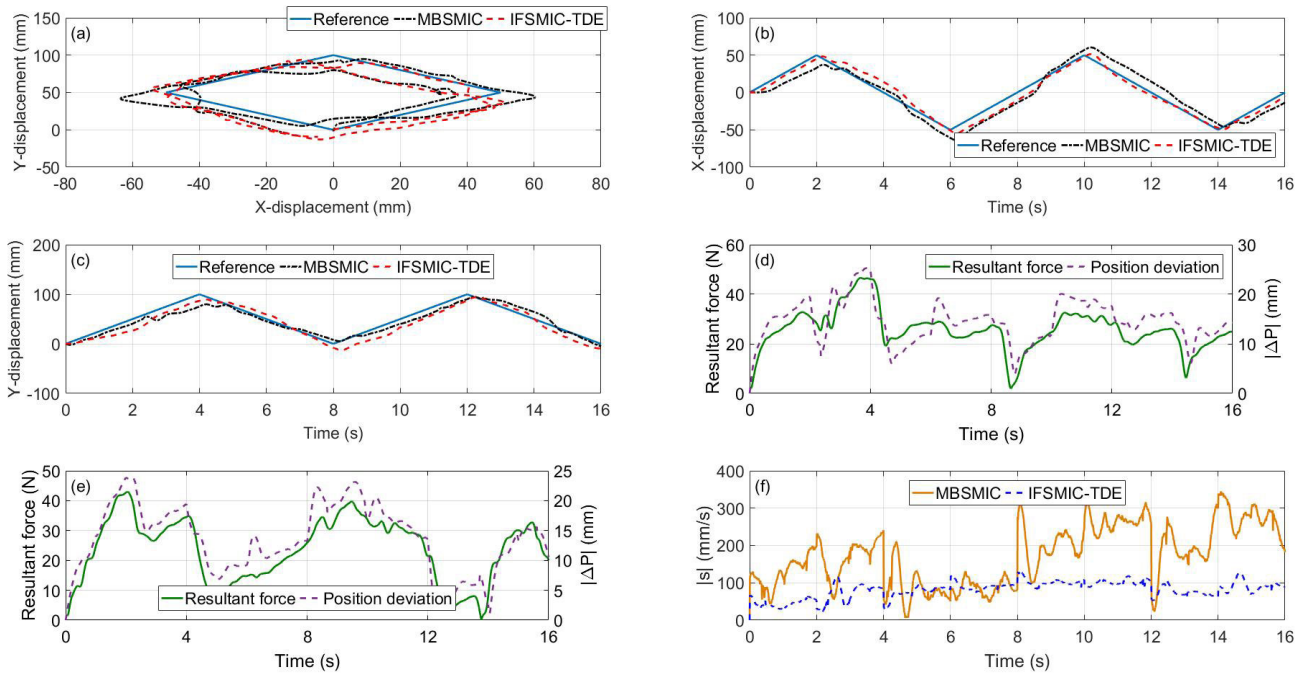 (a)
Reference MBSMIC IFSMIC-TDE
Y-displacement (mm)
150
100
50
0
-50
-80 -60 -40 -20 0 20 40 60 80
X-displacement (mm)
(b)
X-displacement (mm)
100
50
0
-50
-100
Reference MBSMIC IFSMIC-TDE
0 2 4 6 8 10 12 14 16
Time (s)
(c)
Reference MBSMIC IFSMIC-TDE
Y-displacement (mm)
200
100
0
-100
0 2 4 6 8 10 12 14 16
Time (s)
(d)
Resultant force Position deviation
Resultant force (N)
60
40
20
0
30
20
10
0
|ΔP| (mm)
0 4 8 12 16
Time (s)
(e)
Resultant force (N)
50
40
30
20
10
0
25
20
15
10
5
0
|ΔP| (mm)
Resultant force Position deviation
0 4 8 12 16
Time (s)
(f)
MBSMIC IFSMIC-TDE
|s| (mm/s)
400
300
200
100
0
0 2 4 6 8 10 12 14 16
Time (s)